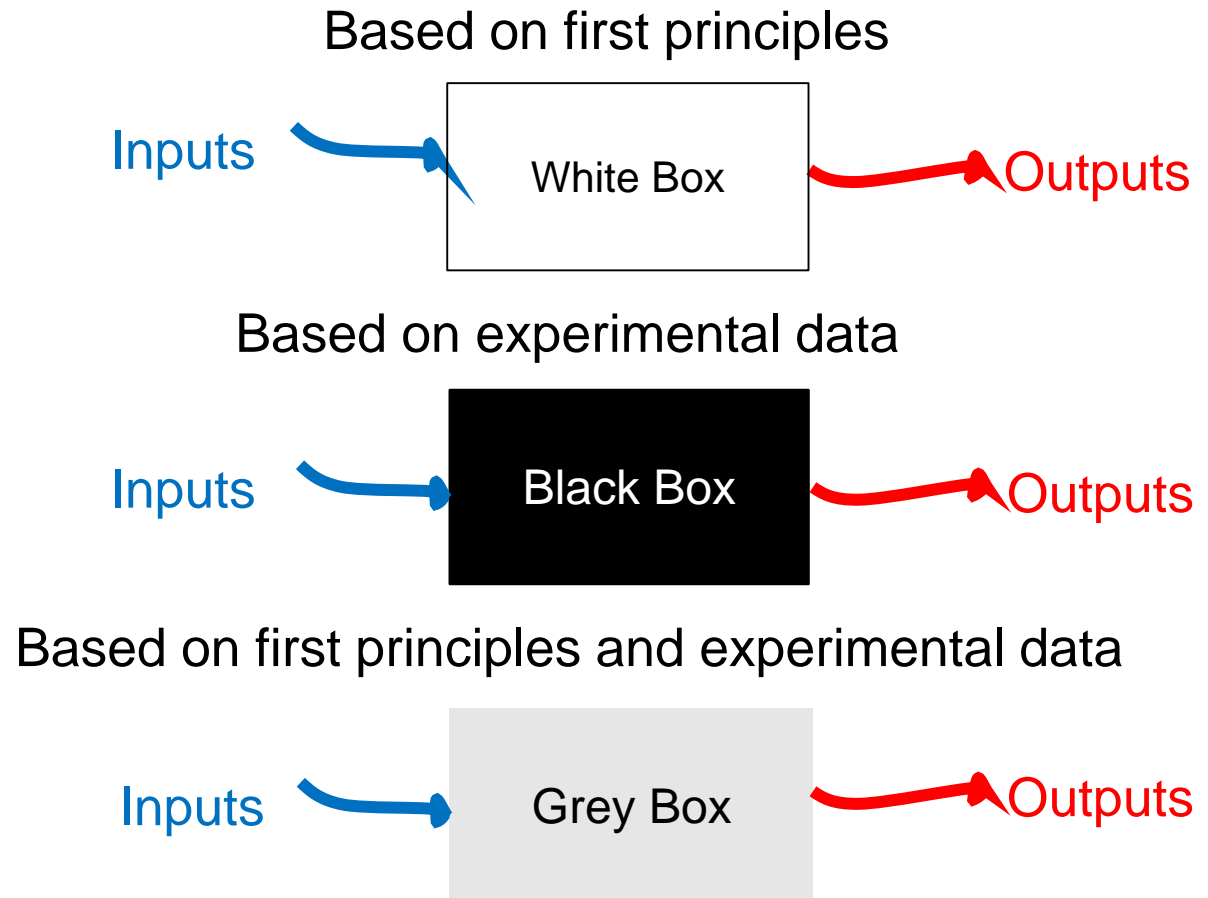 Based on first principles
Inputs
White Box
Outputs
Based on experimental data
Inputs
Black Box
Outputs
Based on first principles and experimental data
Inputs
Grey Box
Outputs